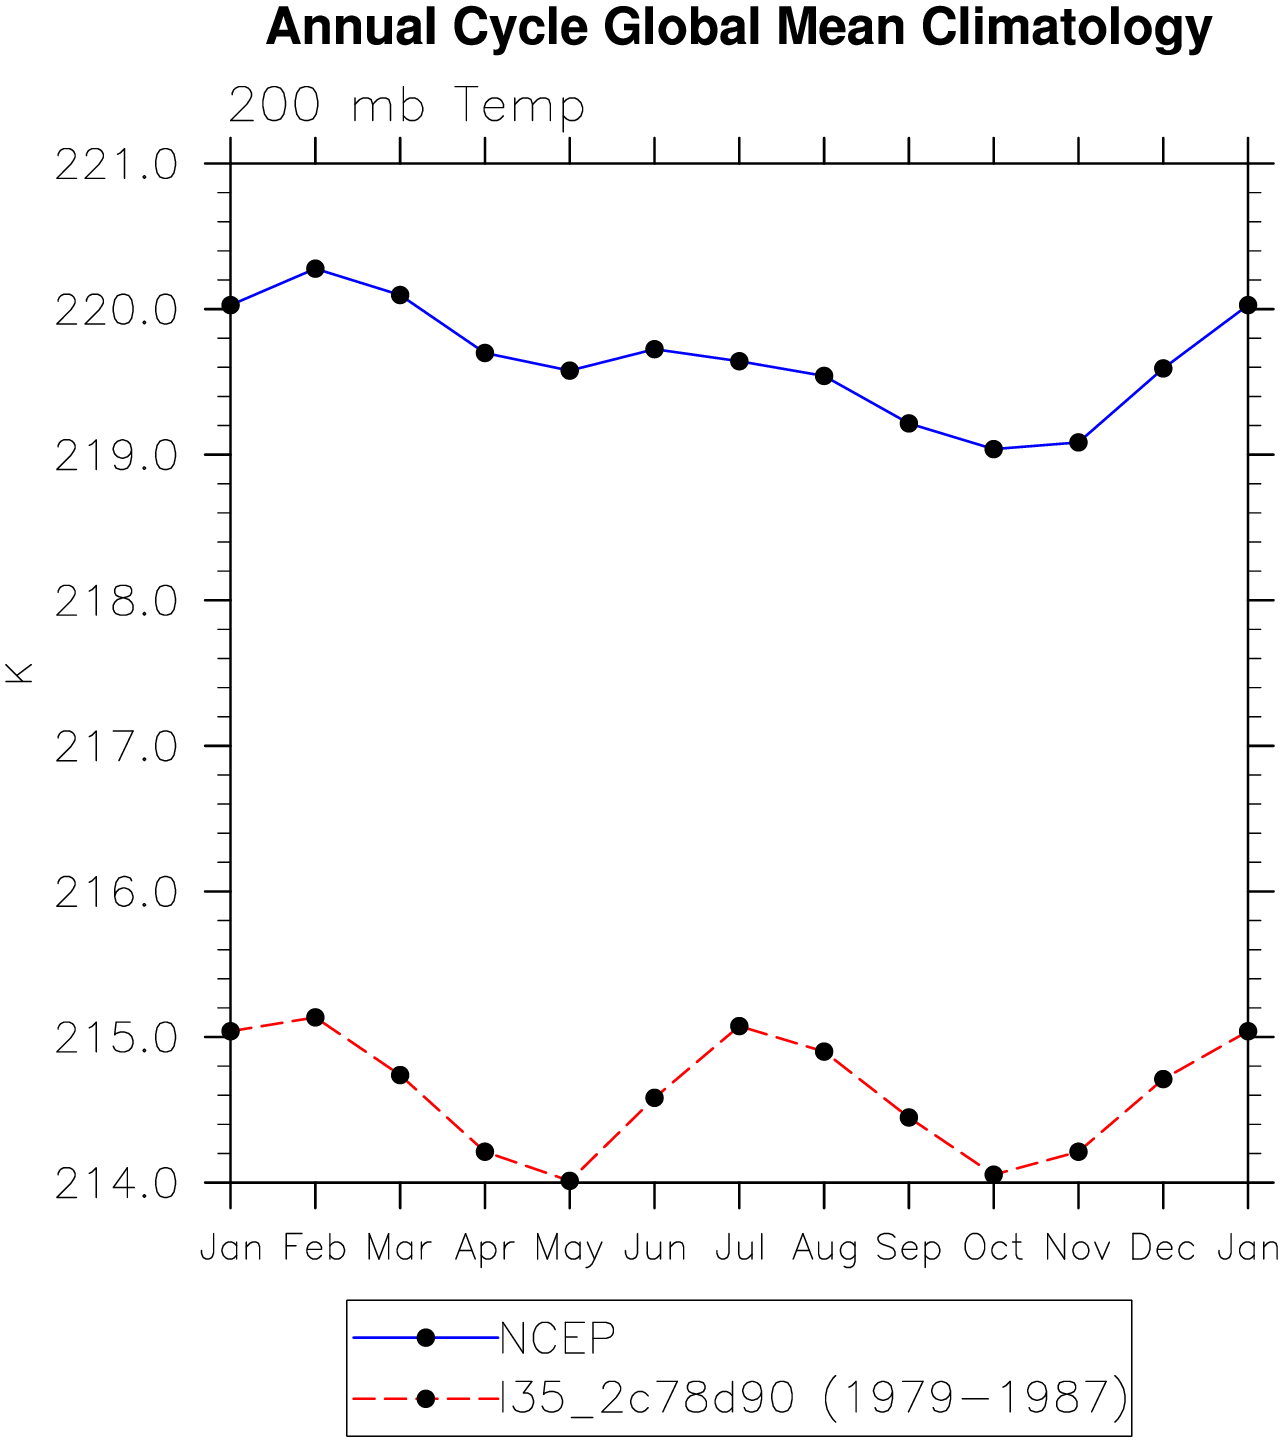 Annual Cycle Global Mean Climatology
200 mb Temp
221.0
220.0
219.0
218.0
217.0
216.0
215.0
214.0
K
Jan Feb Mar Apr May Jun Jul Aug Sep Oct Nov Dec Jan
NCEP
I35_2c78d90 (1979-1987)